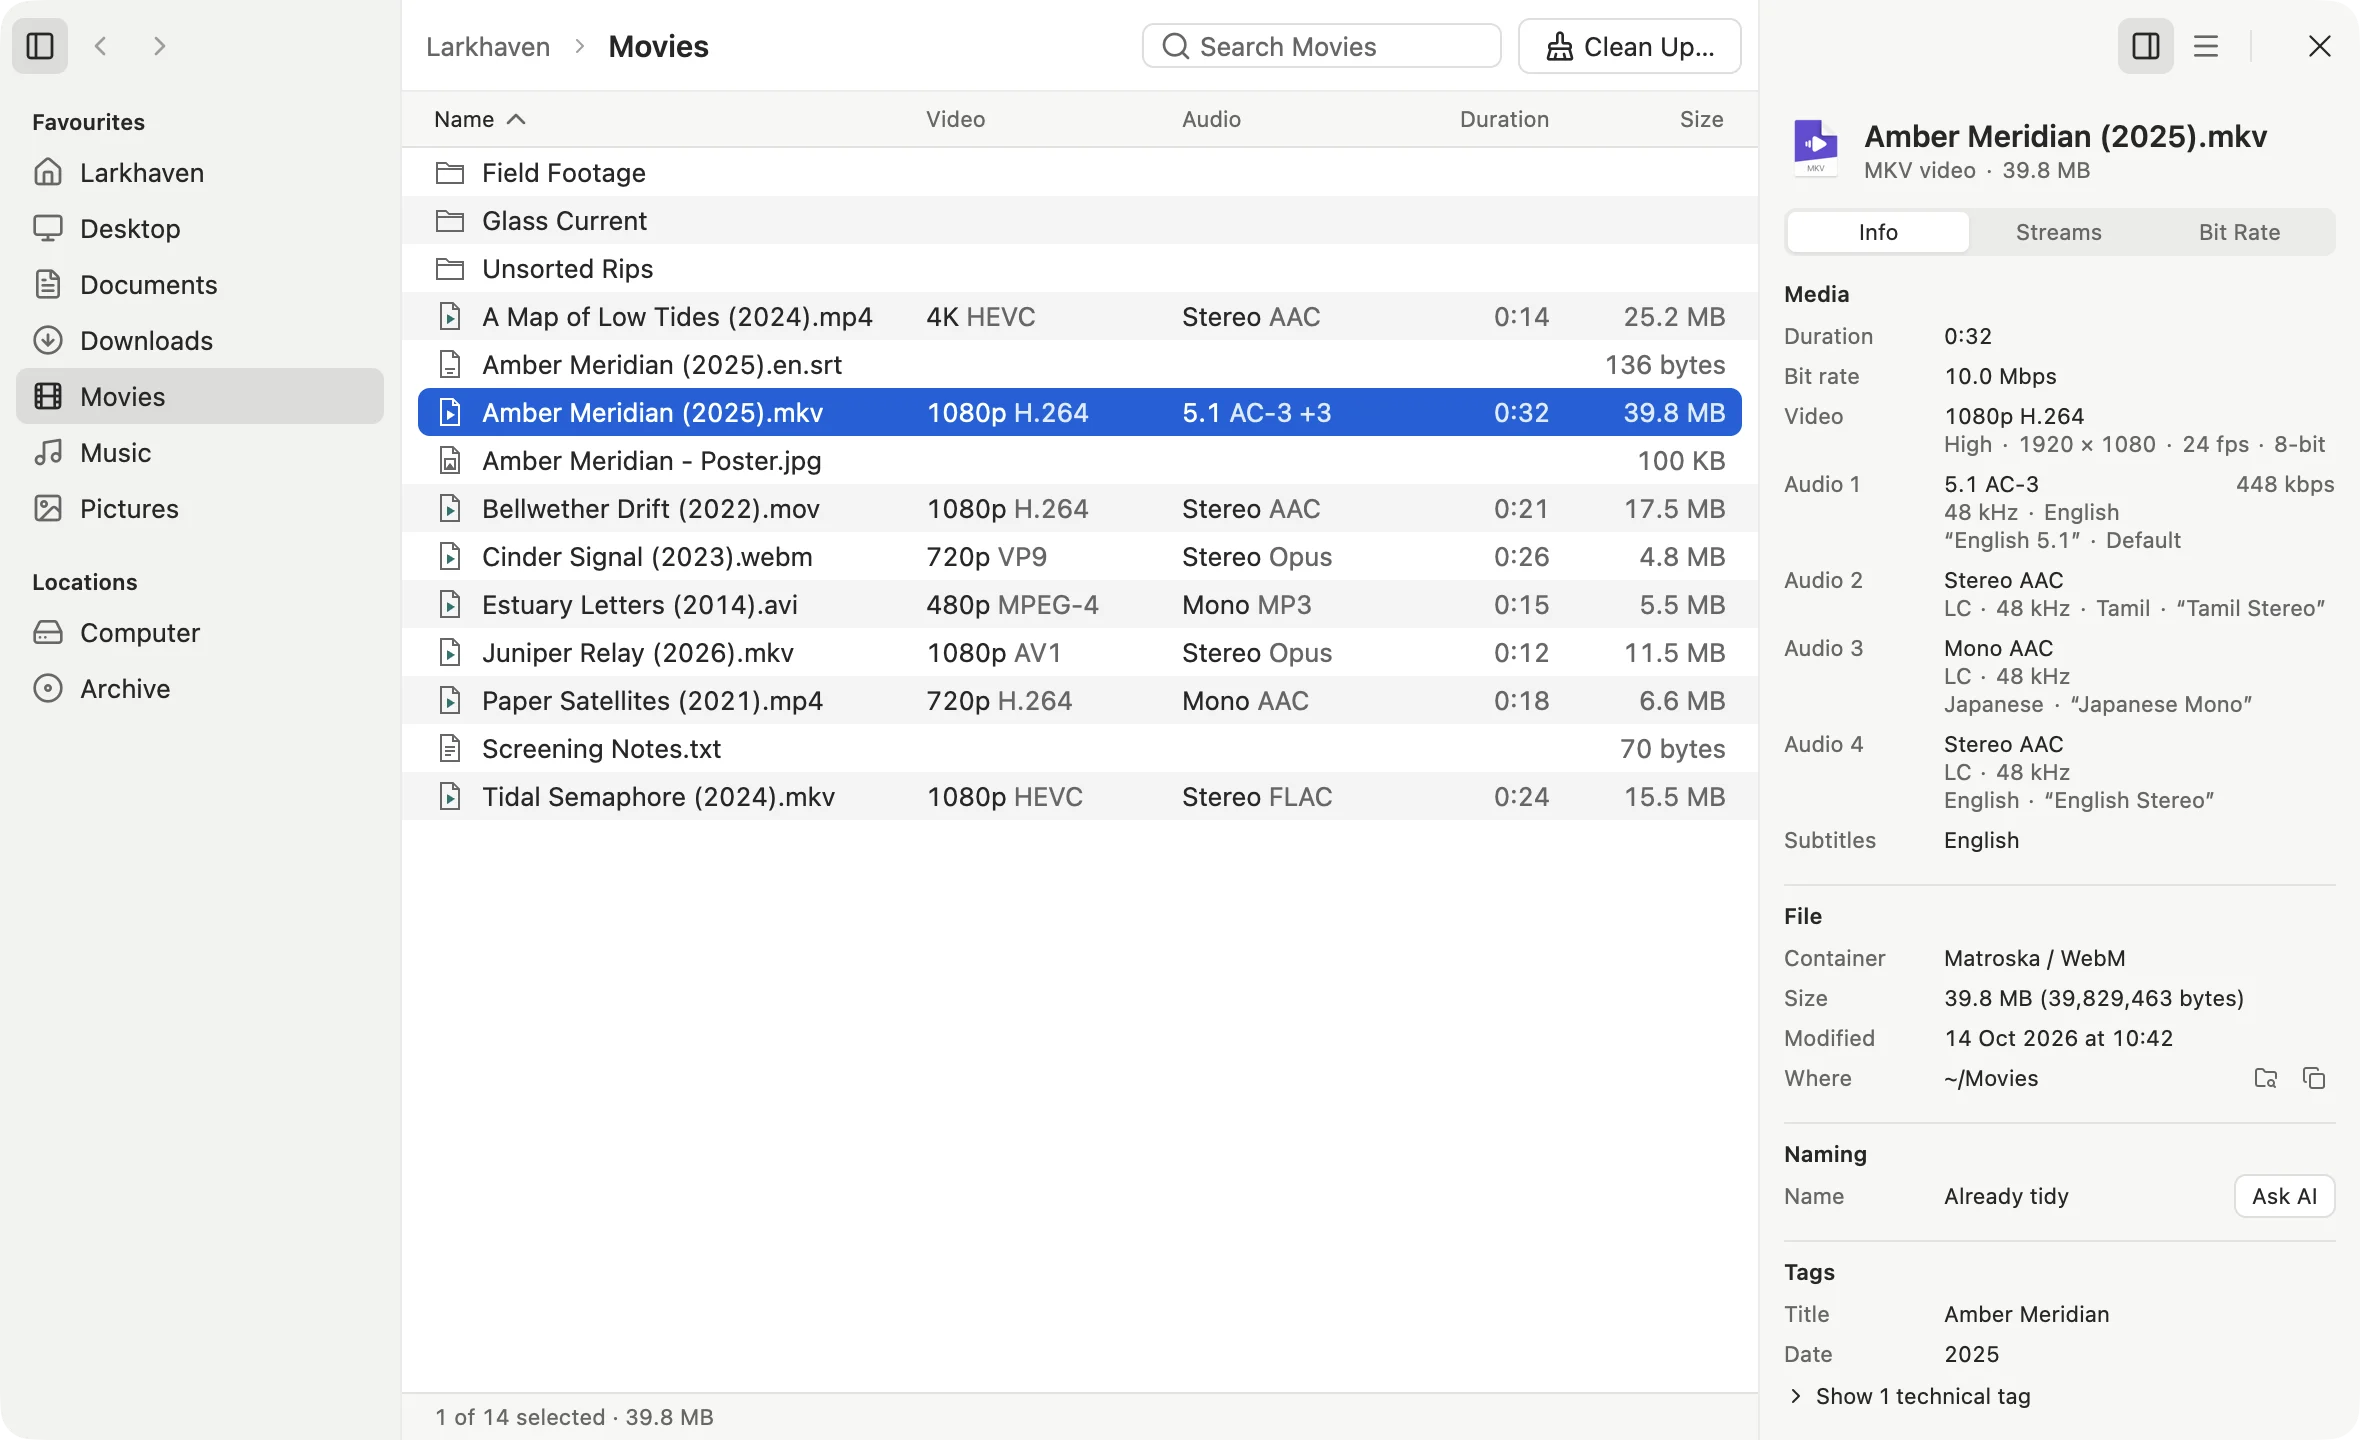 Larkhaven > Movies
Search Movies
Clean Up...
Favourites
Larkhaven
Desktop
Documents
Downloads
Movies
Music
Pictures
Locations
Computer
Archive
Name Video Audio Duration Size
Field Footage
Glass Current
Unsorted Rips
A Map of Low Tides (2024).mp4 4K HEVC Stereo AAC 0:14 25.2 MB
Amber Meridian (2025).en.srt 136 bytes
Amber Meridian (2025).mkv 1080p H.264 5.1 AC-3 +3 0:32 39.8 MB
Amber Meridian - Poster.jpg 100 KB
Bellwether Drift (2022).mov 1080p H.264 Stereo AAC 0:21 17.5 MB
Cinder Signal (2023).webm 720p VP9 Stereo Opus 0:26 4.8 MB
Estuary Letters (2014).avi 480p MPEG-4 Mono MP3 0:15 5.5 MB
Juniper Relay (2026).mkv 1080p AV1 Stereo Opus 0:12 11.5 MB
Paper Satellites (2021).mp4 720p H.264 Mono AAC 0:18 6.6 MB
Screening Notes.txt 70 bytes
Tidal Semaphore (2024).mkv 1080p HEVC Stereo FLAC 0:24 15.5 MB
1 of 14 selected · 39.8 MB
MKV
Amber Meridian (2025).mkv
MKV video · 39.8 MB
Info Streams Bit Rate
Media
Duration 0:32
Bit rate 10.0 Mbps
Video 1080p H.264
High · 1920 × 1080 · 24 fps · 8-bit
Audio 1 5.1 AC-3 448 kbps
48 kHz · English
“English 5.1” · Default
Audio 2 Stereo AAC
LC · 48 kHz · Tamil · “Tamil Stereo”
Audio 3 Mono AAC
LC · 48 kHz
Japanese · “Japanese Mono”
Audio 4 Stereo AAC
LC · 48 kHz
English · “English Stereo”
Subtitles English
File
Container Matroska / WebM
Size 39.8 MB (39,829,463 bytes)
Modified 14 Oct 2026 at 10:42
Where ~/Movies
Naming
Name Already tidy Ask AI
Tags
Title Amber Meridian
Date 2025
Show 1 technical tag